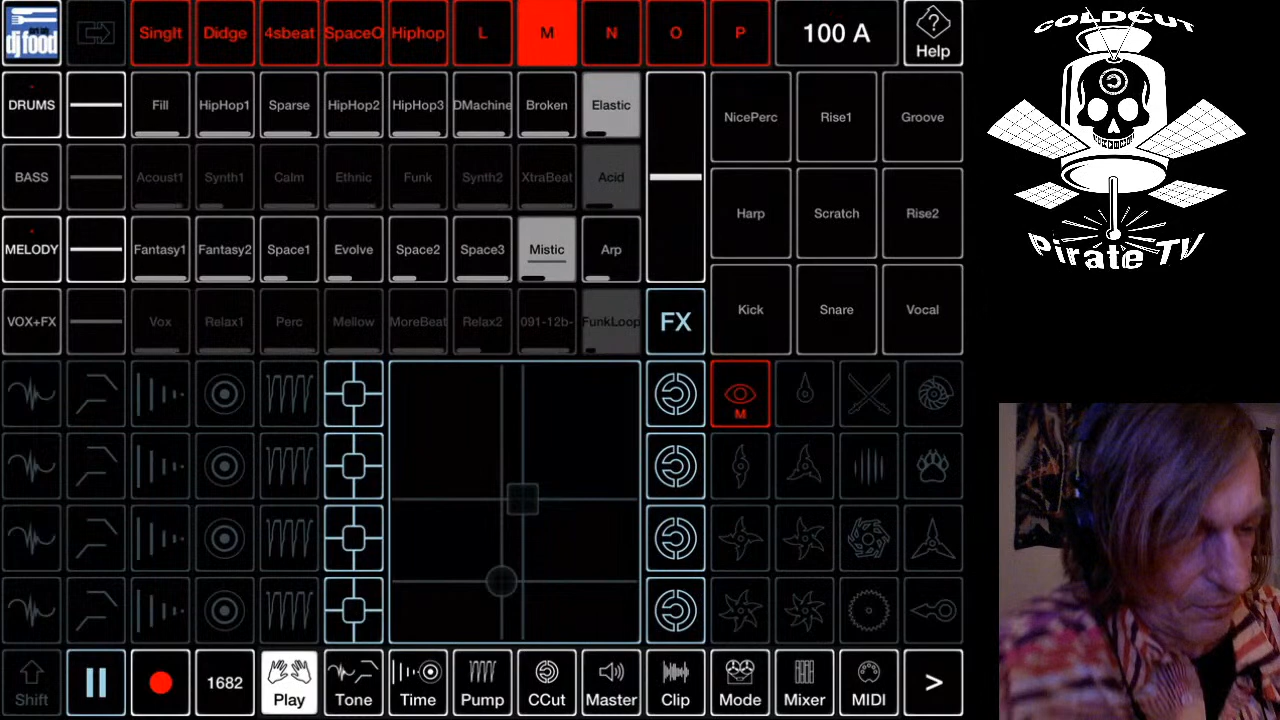 dj food
SingIt Didge 4sbeat SpaceO Hiphop L M N O P 100 A Help
DRUMS Fill HipHop1 Sparse HipHop2 HipHop3 DMachine Broken Elastic
BASS Acoust1 Synth1 Calm Ethnic Funk Synth2 XtraBeat Acid
MELODY Fantasy1 Fantasy2 Space1 Evolve Space2 Space3 Mistic Arp
VOX+FX Vox Relax1 Perc Mellow MoreBeat Relax2 091-12b- FunkLoop FX
NicePerc Rise1 Groove
Harp Scratch Rise2
Kick Snare Vocal
M
Shift 1682 Play Tone Time Pump CCut Master Clip Mode Mixer MIDI >
COLDCUT
Pirate TV